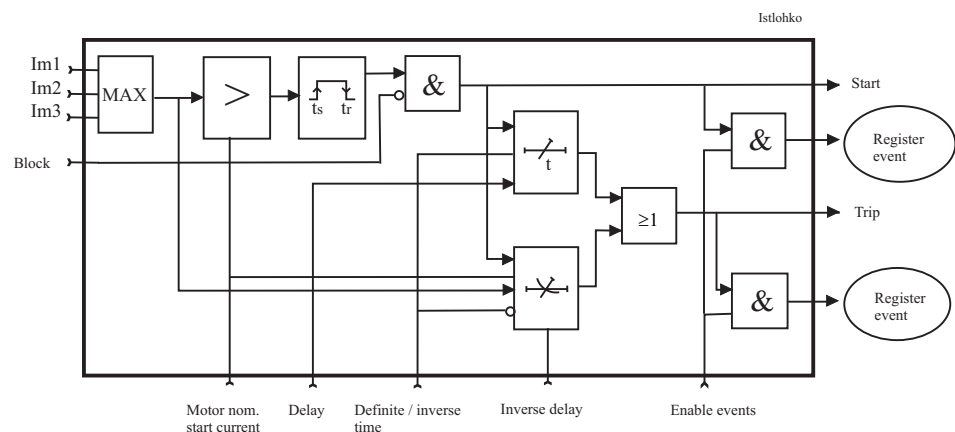 Istlohko
Im1
Im2
Im3
MAX
>
ts tr
&
Start
Block
t
&
Register
event
≥1
Trip
&
Register
event
Motor nom.
start current
Delay
Definite / inverse
time
Inverse delay
Enable events